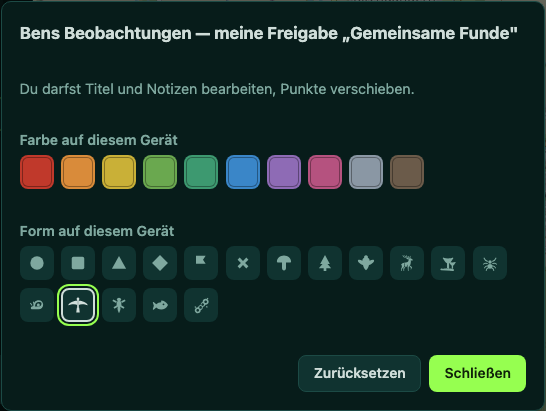 Bens Beobachtungen — meine Freigabe „Gemeinsame Funde"
Du darfst Titel und Notizen bearbeiten, Punkte verschieben.
Farbe auf diesem Gerät
Form auf diesem Gerät
Zurücksetzen
Schließen